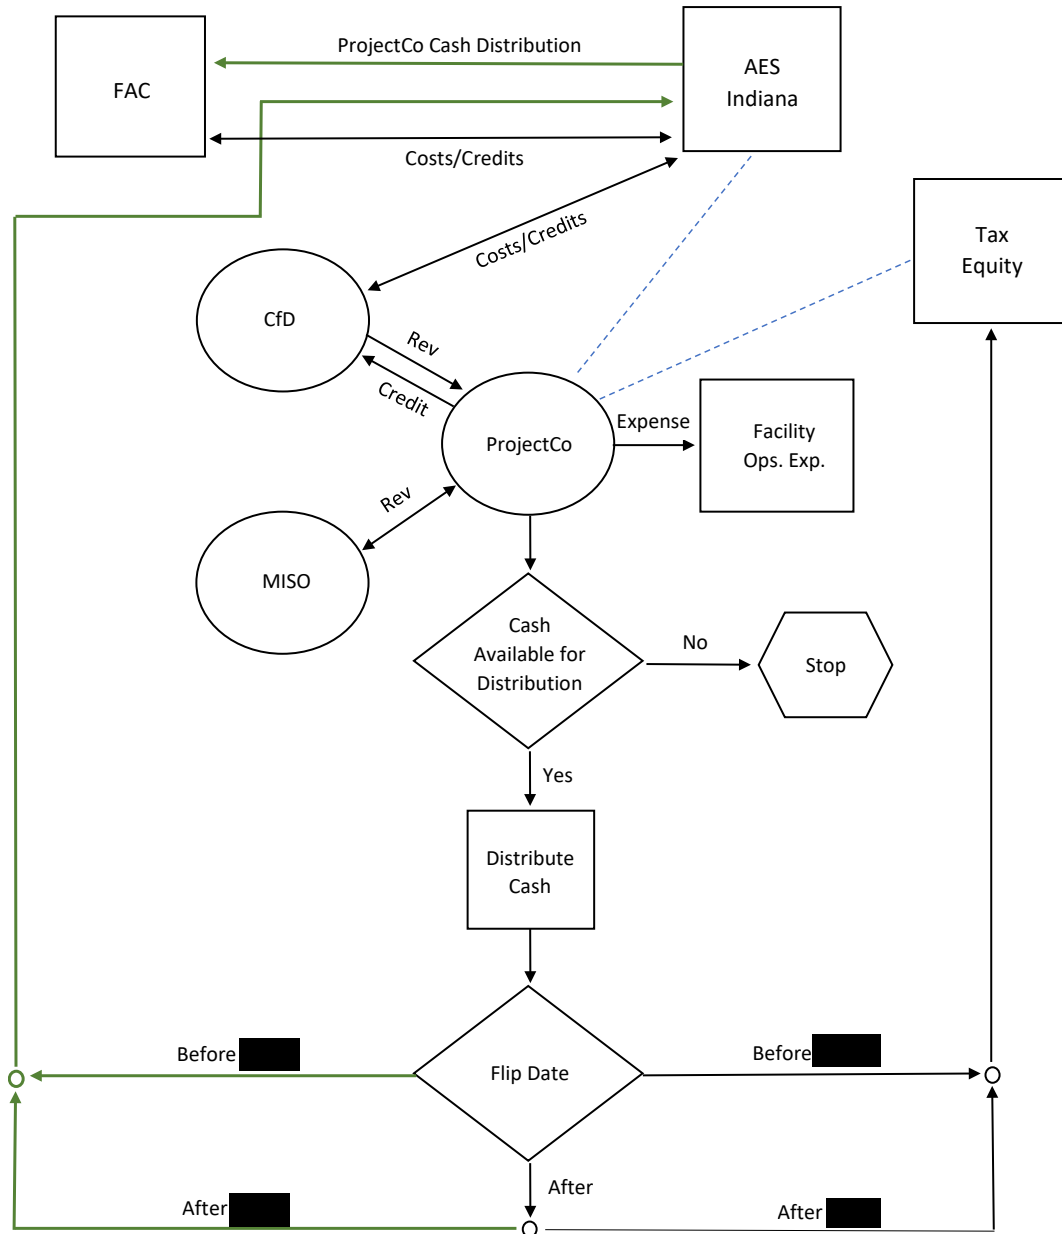 ProjectCo Cash Distribution
FAC
AES
Indiana
Costs/Credits
Costs/Credits
Tax
Equity
CfD
Rev
Credit
ProjectCo
Expense
Facility
Ops. Exp.
Rev
MISO
Cash
Available for
Distribution
No
Stop
Yes
Distribute
Cash
Before
Flip Date
Before
After
After
After